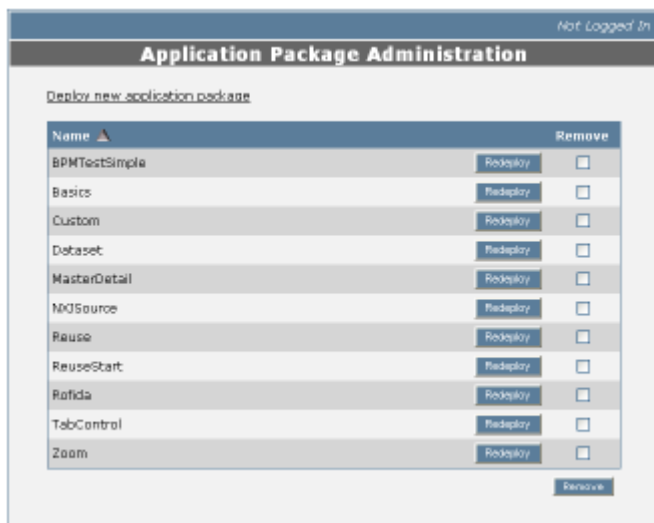 Not Logged In
Application Package Administration
Deploy new application package
Name Remove
BPMTestSimple Redeploy
Basics Redeploy
Custom Redeploy
Dataset Redeploy
MasterDetail Redeploy
NXJSource Redeploy
Reuse Redeploy
ReuseStart Redeploy
Rofida Redeploy
TabControl Redeploy
Zoom Redeploy
Remove